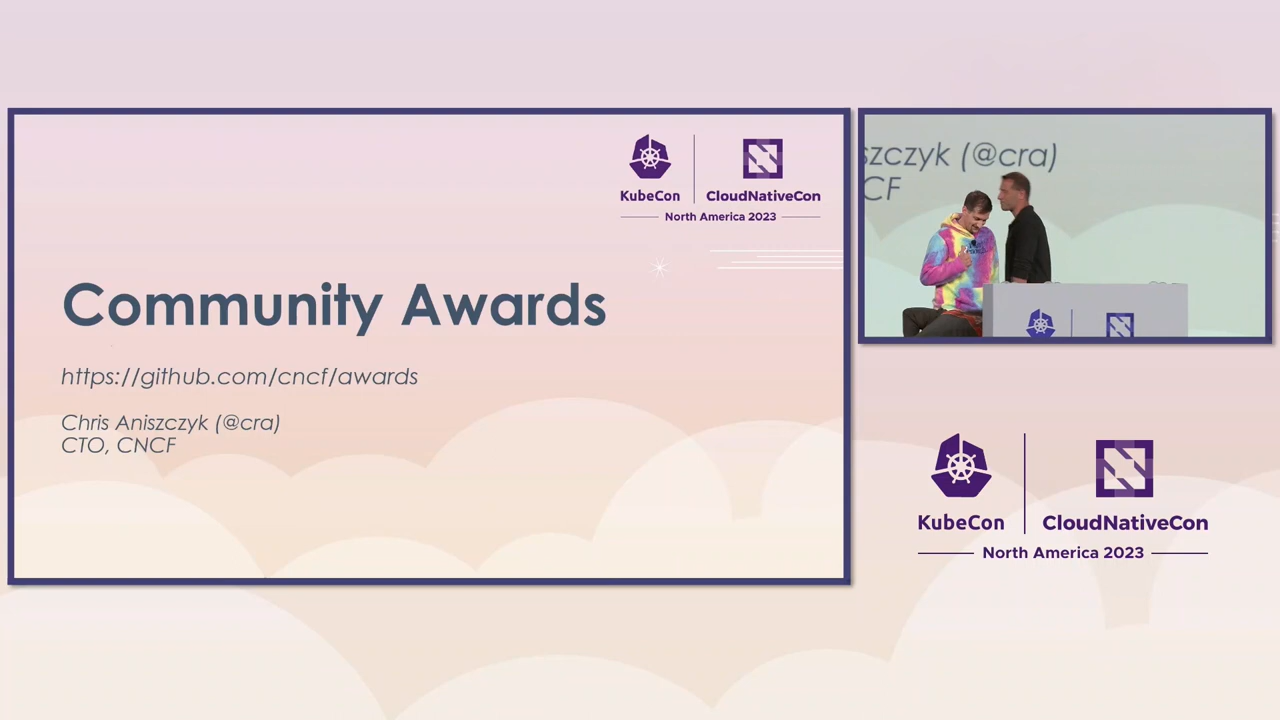 KubeCon
CloudNativeCon
North America 2023
Community Awards
https://github.com/cncf/awards
Chris Aniszczyk (@cra)
CTO, CNCF
szczyk (@cra)
CF
KubeCon
CloudNativeCon
North America 2023